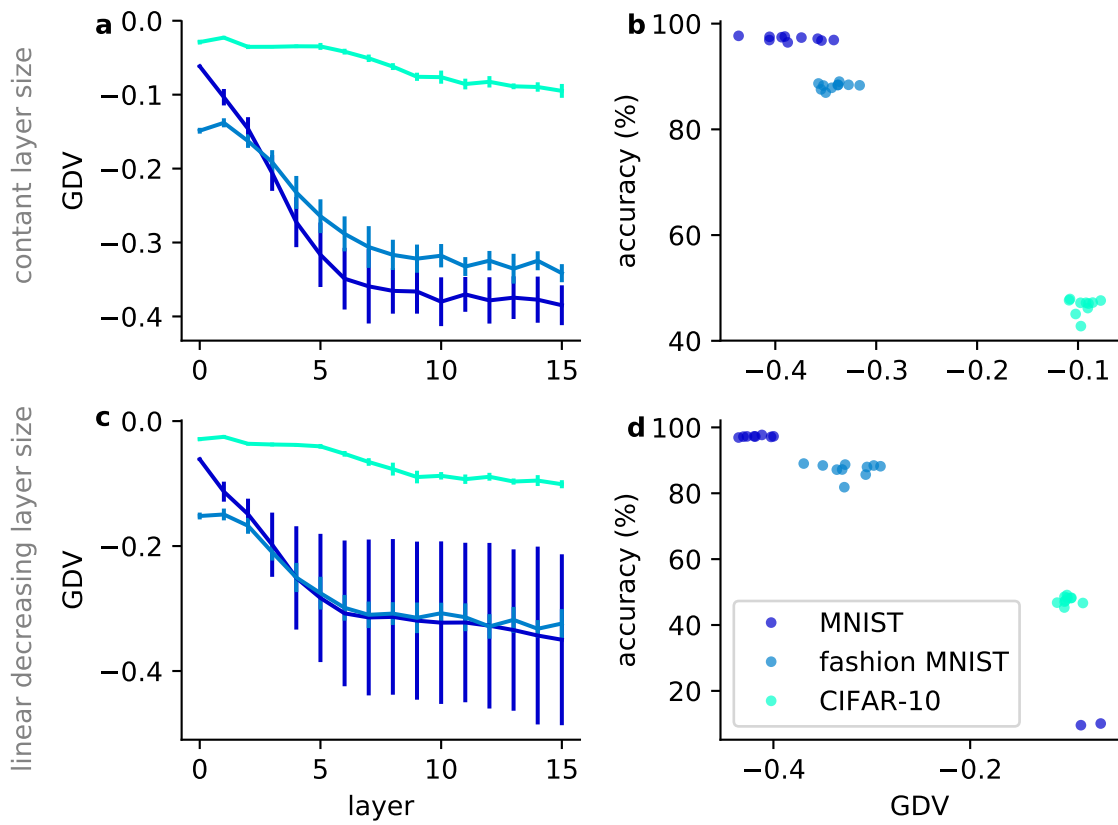 contant layer size
a
GDV
0.0
−0.1
−0.2
−0.3
−0.4
0 5 10 15
b
accuracy (%)
100
80
60
40
−0.4 −0.3 −0.2 −0.1
linear decreasing layer size
c
GDV
0.0
−0.2
−0.4
0 5 10 15
layer
d
accuracy (%)
100
80
60
40
20
MNIST
fashion MNIST
CIFAR-10
−0.4 −0.2
GDV